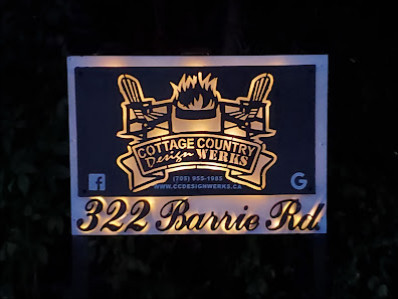 COTTAGE COUNTRY
Design WERKS
(705) 955-1985
WWW.CCDESIGNWERKS.CA
f
G
322 Barrie Rd.